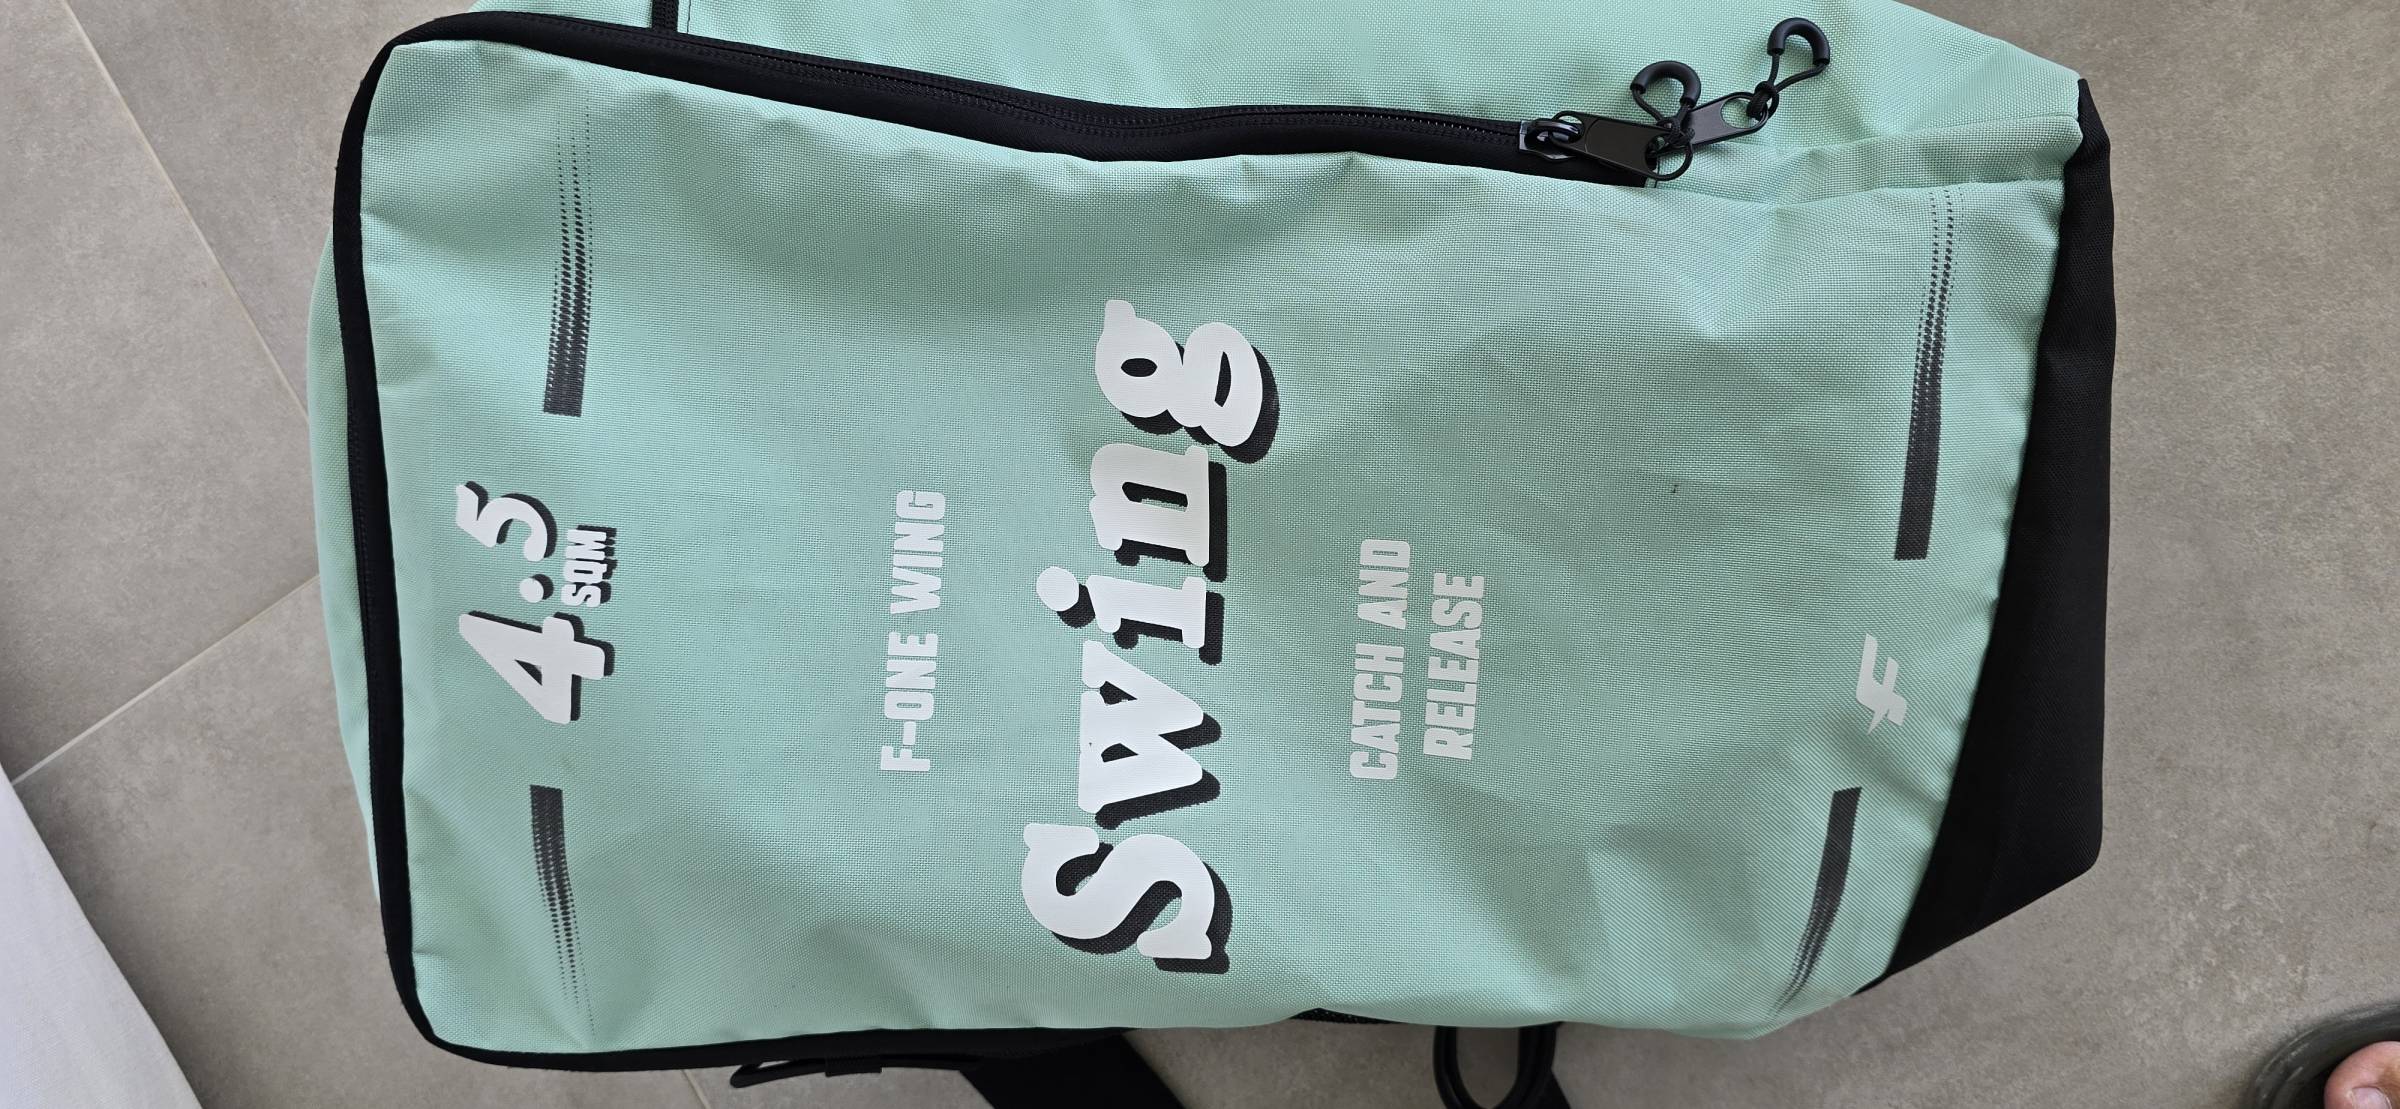 4.5
SQM
F-ONE WING
Swing
CATCH AND
RELEASE